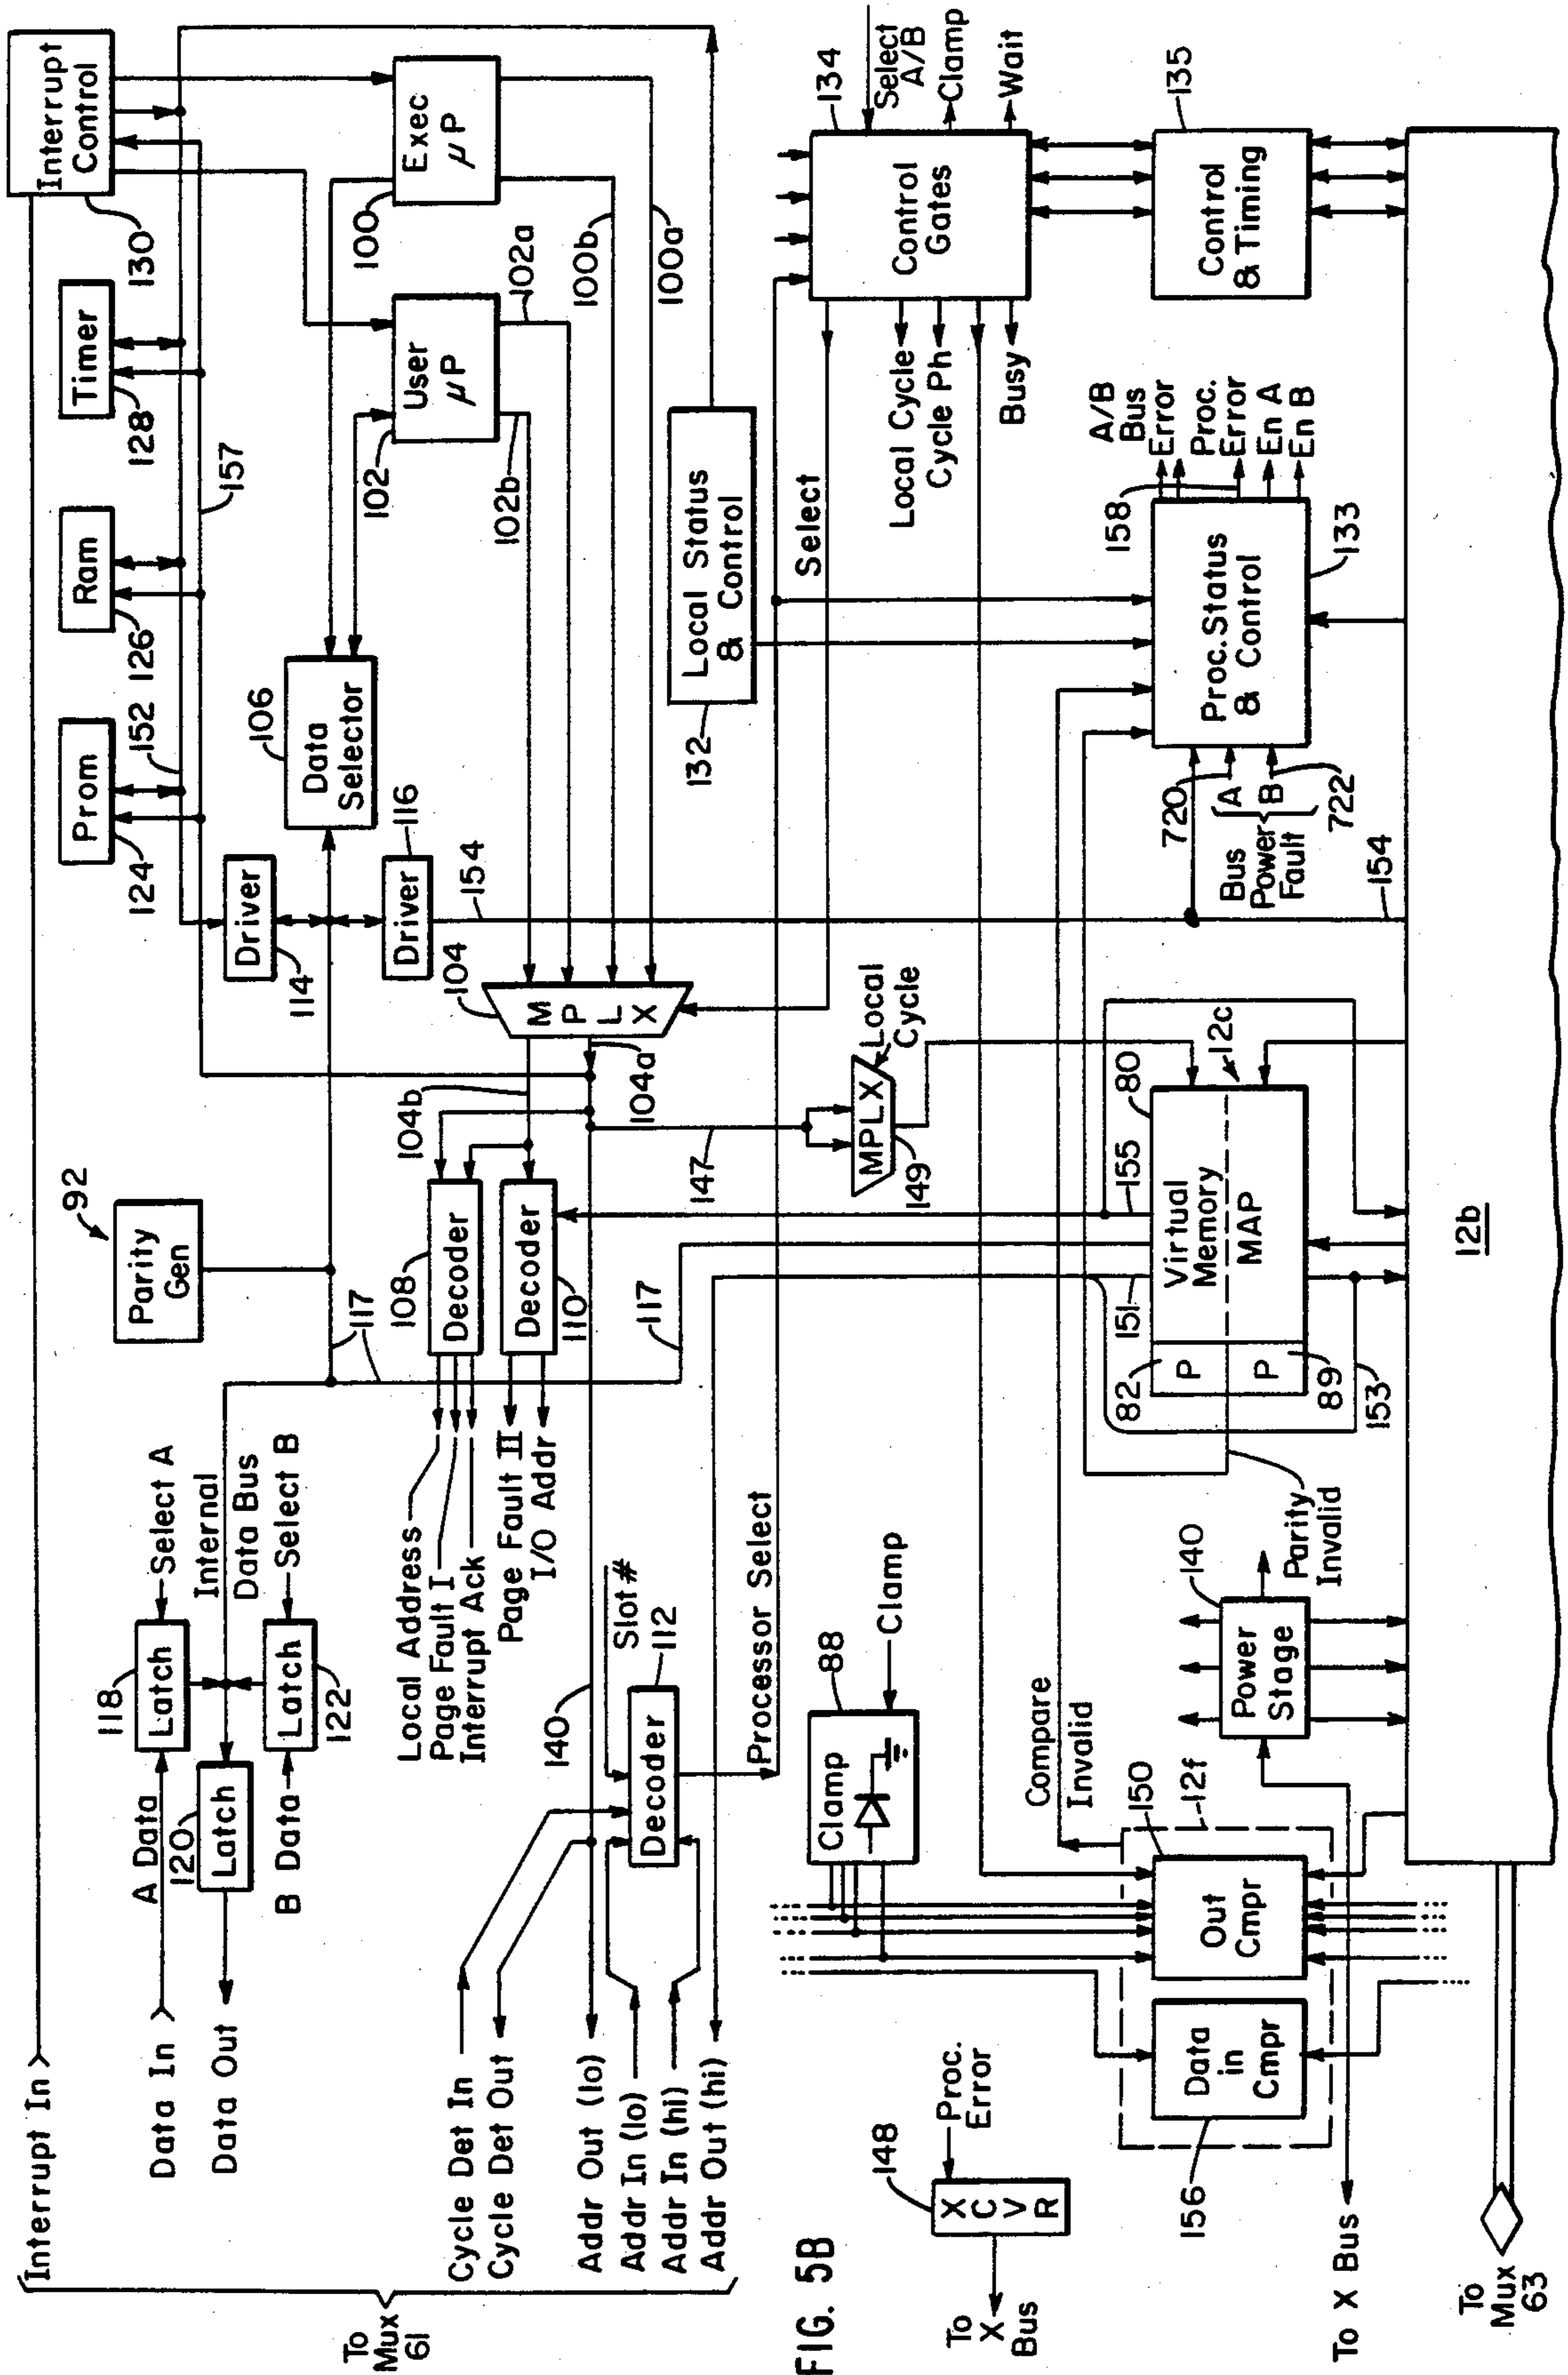 Interrupt In
Data In
Data Out
A Data
B Data
118
Latch
Select A
120
Latch
Internal
Data Bus
Latch
122
Select B
Parity
Gen
92
117
Prom
124
152
Ram
126
Timer
128
157
Interrupt
Control
130
Driver
114
Driver
116
154
Data
Selector
106
User
µP
102
102a
102b
Exec
µP
100
100b
100a
M
P
L
X
104
104a
104b
108
Decoder
Decoder
110
117
Local Address
Page Fault I
Interrupt Ack
Page Fault II
I/O Addr
140
147
Slot #
Decoder
112
Cycle Det In
Cycle Det Out
Addr Out (lo)
Addr In (lo)
Addr In (hi)
Addr Out (hi)
To
Mux
61
Local Status
& Control
132
Processor Select
Select
134
Control
Gates
Select
A/B
Clamp
Wait
Local Cycle
Cycle Ph
Busy
135
Control
& Timing
MPLX
149
Local
Cycle
Clamp
88
Clamp
Compare
Invalid
FIG. 5B
148
X
C
V
R
Proc.
Error
To
X
Bus
12f
150
Out
Cmpr
Data
in
Cmpr
156
Power
Stage
140
Parity
Invalid
82
P
P
89
Virtual
Memory
MAP
80
12c
151
155
153
Proc. Status
& Control
133
158
A/B
Bus
Error
Proc.
Error
En A
En B
720
A
B
722
Bus
Power
Fault
154
To X Bus
12b
To
Mux
63